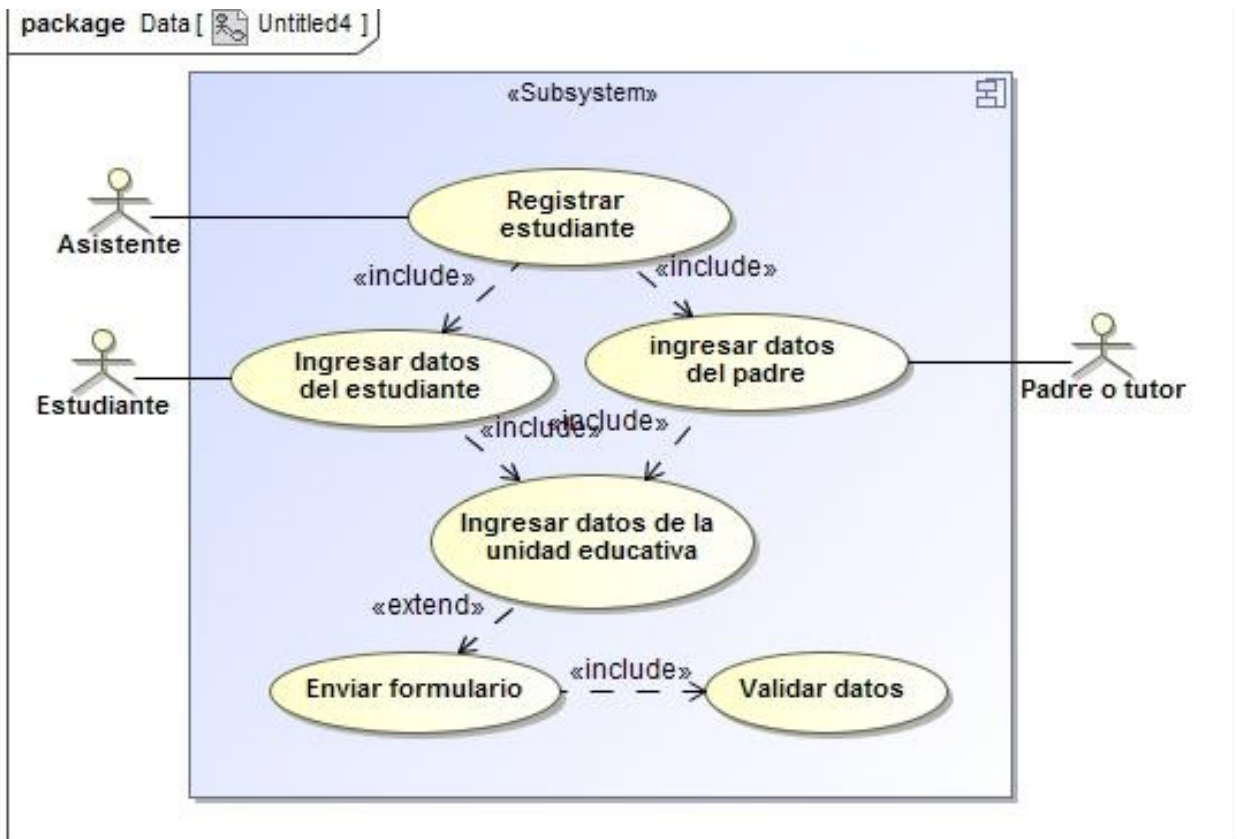 package Data [ Untitled4 ]
«Subsystem»
Registrar
estudiante
Asistente
«include»
«include»
Ingresar datos
del estudiante
ingresar datos
del padre
Estudiante
Padre o tutor
«include»
«include»
Ingresar datos de la
unidad educativa
«extend»
Enviar formulario
«include»
Validar datos